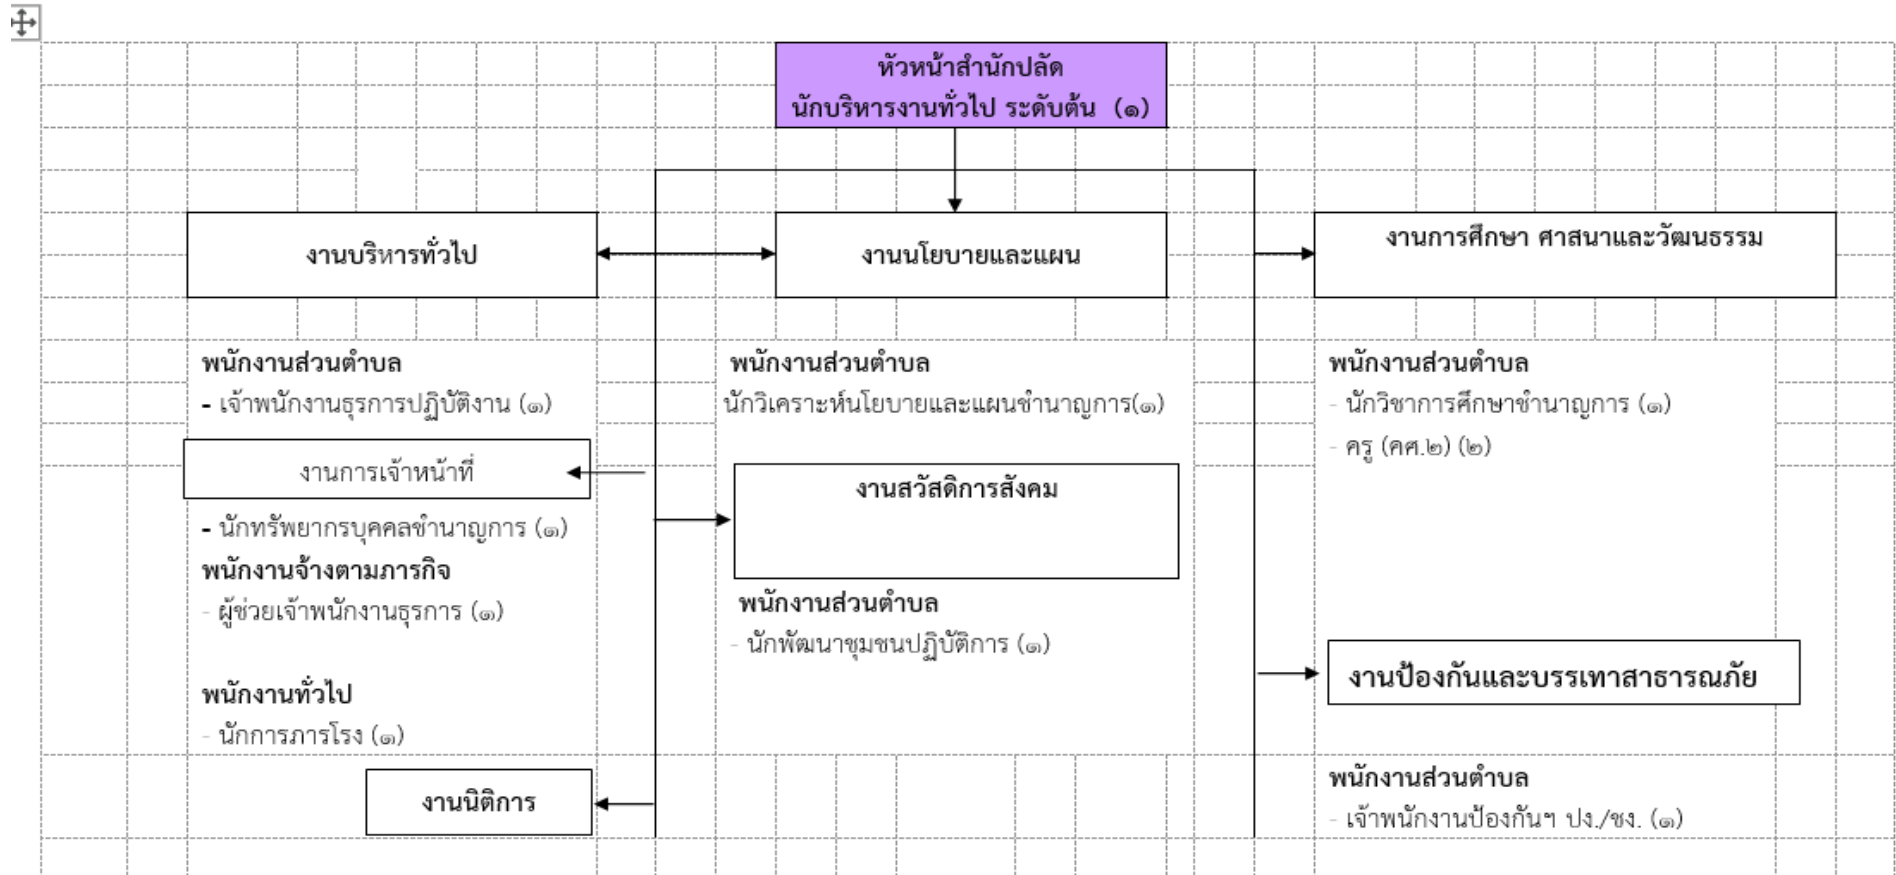 หัวหน้าสำนักปลัด
นักบริหารงานทั่วไป ระดับต้น (๑)
งานบริหารทั่วไป
งานนโยบายและแผน
งานการศึกษา ศาสนาและวัฒนธรรม
พนักงานส่วนตำบล
- เจ้าพนักงานธุรการปฏิบัติงาน (๑)
งานการเจ้าหน้าที่
- นักทรัพยากรบุคคลชำนาญการ (๑)
พนักงานจ้างตามภารกิจ
- ผู้ช่วยเจ้าพนักงานธุรการ (๑)
พนักงานทั่วไป
- นักการภารโรง (๑)
งานนิติการ
พนักงานส่วนตำบล
นักวิเคราะห์นโยบายและแผนชำนาญการ(๑)
งานสวัสดิการสังคม
พนักงานส่วนตำบล
- นักพัฒนาชุมชนปฏิบัติการ (๑)
พนักงานส่วนตำบล
- นักวิชาการศึกษาชำนาญการ (๑)
- ครู (คศ.๒) (๒)
งานป้องกันและบรรเทาสาธารณภัย
พนักงานส่วนตำบล
- เจ้าพนักงานป้องกันฯ ปง./ชง. (๑)